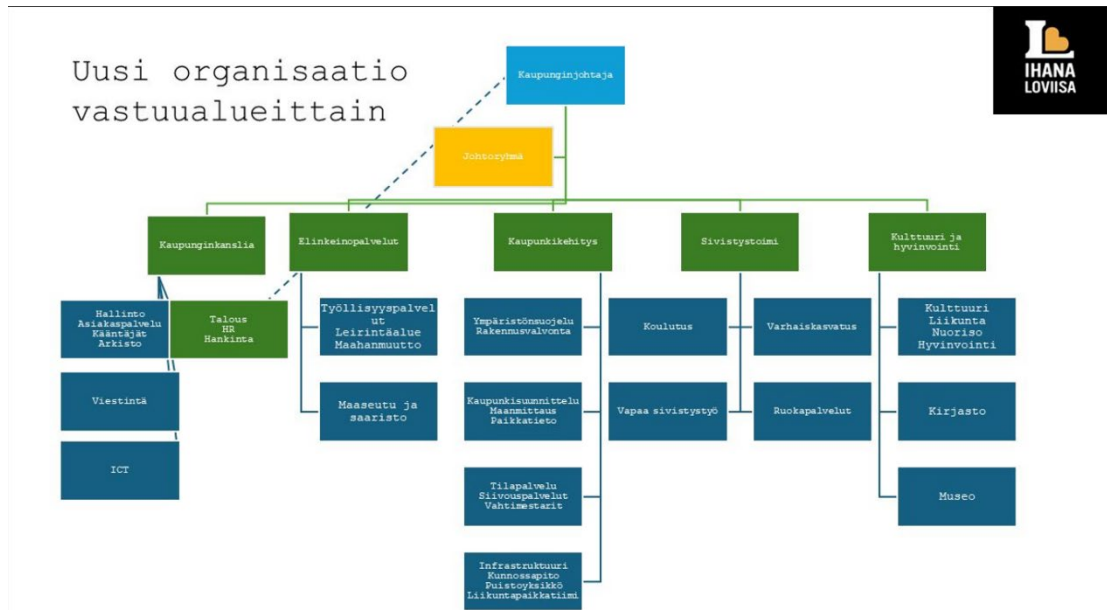 Uusi organisaatio
vastuualueittain
IHANA
LOVIISA
Kaupunginjohtaja
Johtoryhmä
Kaupunginkanslia
Elinkeinopalvelut
Kaupunkikehitys
Sivistystoimi
Kulttuuri ja
hyvinvointi
Hallinto
Asiakaspalvelu
Kääntäjät
Arkisto
Talous
HR
Hankinta
Viestintä
ICT
Työllisyyspalvel
ut
Leirintäalue
Maahanmuutto
Maaseutu ja
saaristo
Ympäristönsuojelu
Rakennusvalvonta
Kaupunkisuunnittelu
Maanmittaus
Paikkatieto
Tilapalvelu
Siivouspalvelut
Vahtimestarit
Infrastruktuuri
Kunnossapito
Puistoyksikkö
Liikuntapaikkatiimi
Koulutus
Varhaiskasvatus
Vapaa sivistystyö
Ruokapalvelut
Kulttuuri
Liikunta
Nuoriso
Hyvinvointi
Kirjasto
Museo